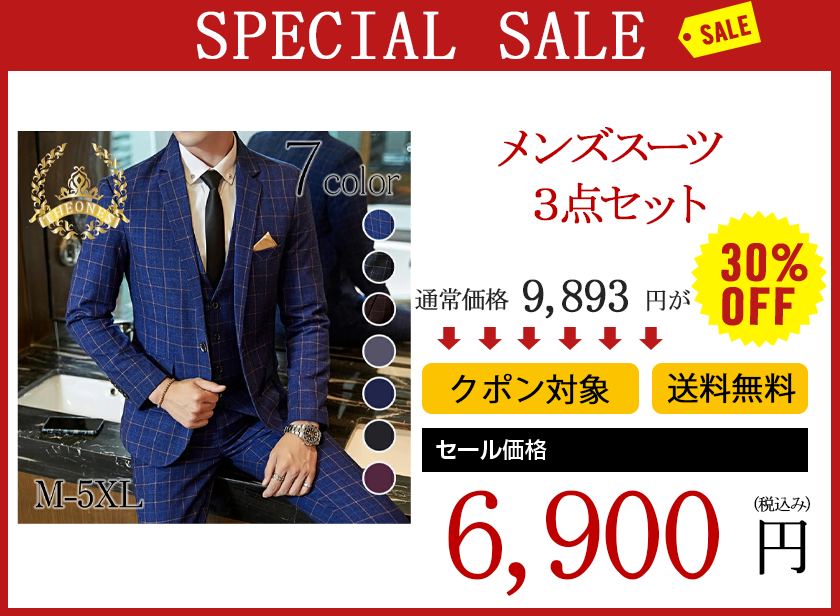 SPECIAL SALE
SALE
メンズスーツ
３点セット
7color
THEONES
30%
OFF
通常価格 9,893 円が
クポン対象
送料無料
セール価格
6,900 円
(税込み)
M-5XL